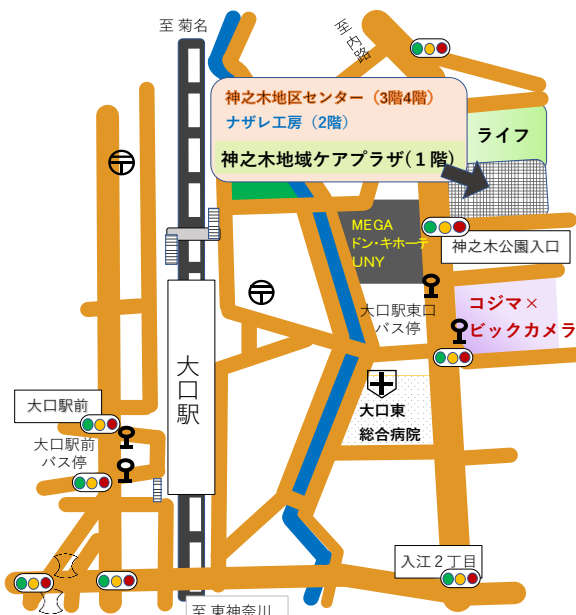 至 菊名
至内路
神之木地区センター（3階4階）
ナザレ工房（2階）
神之木地域ケアプラザ(１階)
ライフ
MEGA
ドン・キホーテ
UNY
神之木公園入口
大口駅東口
バス停
コジマ×
ビックカメラ
大口駅
大口駅前
大口駅前
バス停
大口東
総合病院
入江２丁目
至 東神奈川